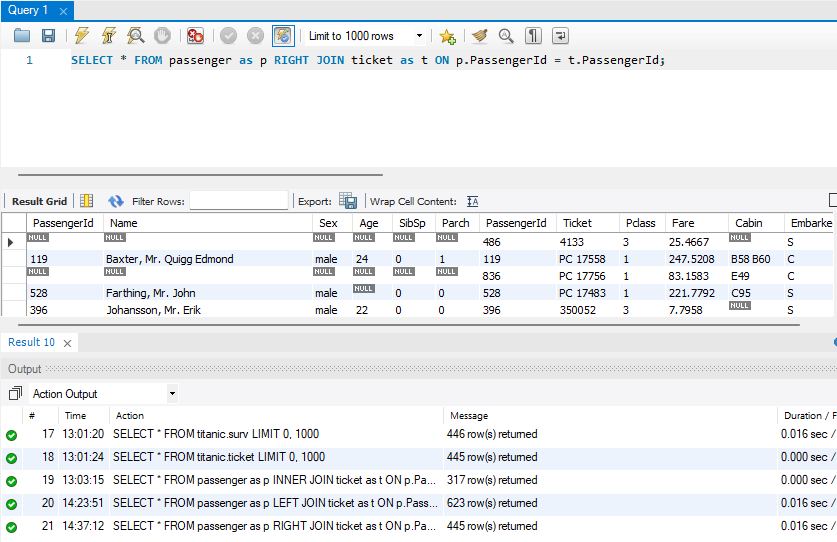 Query 1
Limit to 1000 rows
1 SELECT * FROM passenger as p RIGHT JOIN ticket as t ON p.PassengerId = t.PassengerId;
Result Grid Filter Rows: Export: Wrap Cell Content:
PassengerId Name Sex Age SibSp Parch PassengerId Ticket Pclass Fare Cabin Embarke
NULL NULL NULL NULL NULL NULL 486 4133 3 25.4667 NULL S
119 Baxter, Mr. Quigg Edmond male 24 0 1 119 PC 17558 1 247.5208 B58 B60 C
NULL NULL NULL NULL NULL NULL 836 PC 17756 1 83.1583 E49 C
528 Farthing, Mr. John male NULL 0 0 528 PC 17483 1 221.7792 C95 S
396 Johansson, Mr. Erik male 22 0 0 396 350052 3 7.7958 NULL S
Result 10
Output
Action Output
# Time Action Message Duration / F
17 13:01:20 SELECT * FROM titanic.surv LIMIT 0, 1000 446 row(s) returned 0.016 sec /
18 13:01:24 SELECT * FROM titanic.ticket LIMIT 0, 1000 445 row(s) returned 0.000 sec /
19 13:03:15 SELECT * FROM passenger as p INNER JOIN ticket as t ON p.Pa... 317 row(s) returned 0.000 sec /
20 14:23:51 SELECT * FROM passenger as p LEFT JOIN ticket as t ON p.Pass... 623 row(s) returned 0.016 sec /
21 14:37:12 SELECT * FROM passenger as p RIGHT JOIN ticket as t ON p.Pa... 445 row(s) returned 0.016 sec /